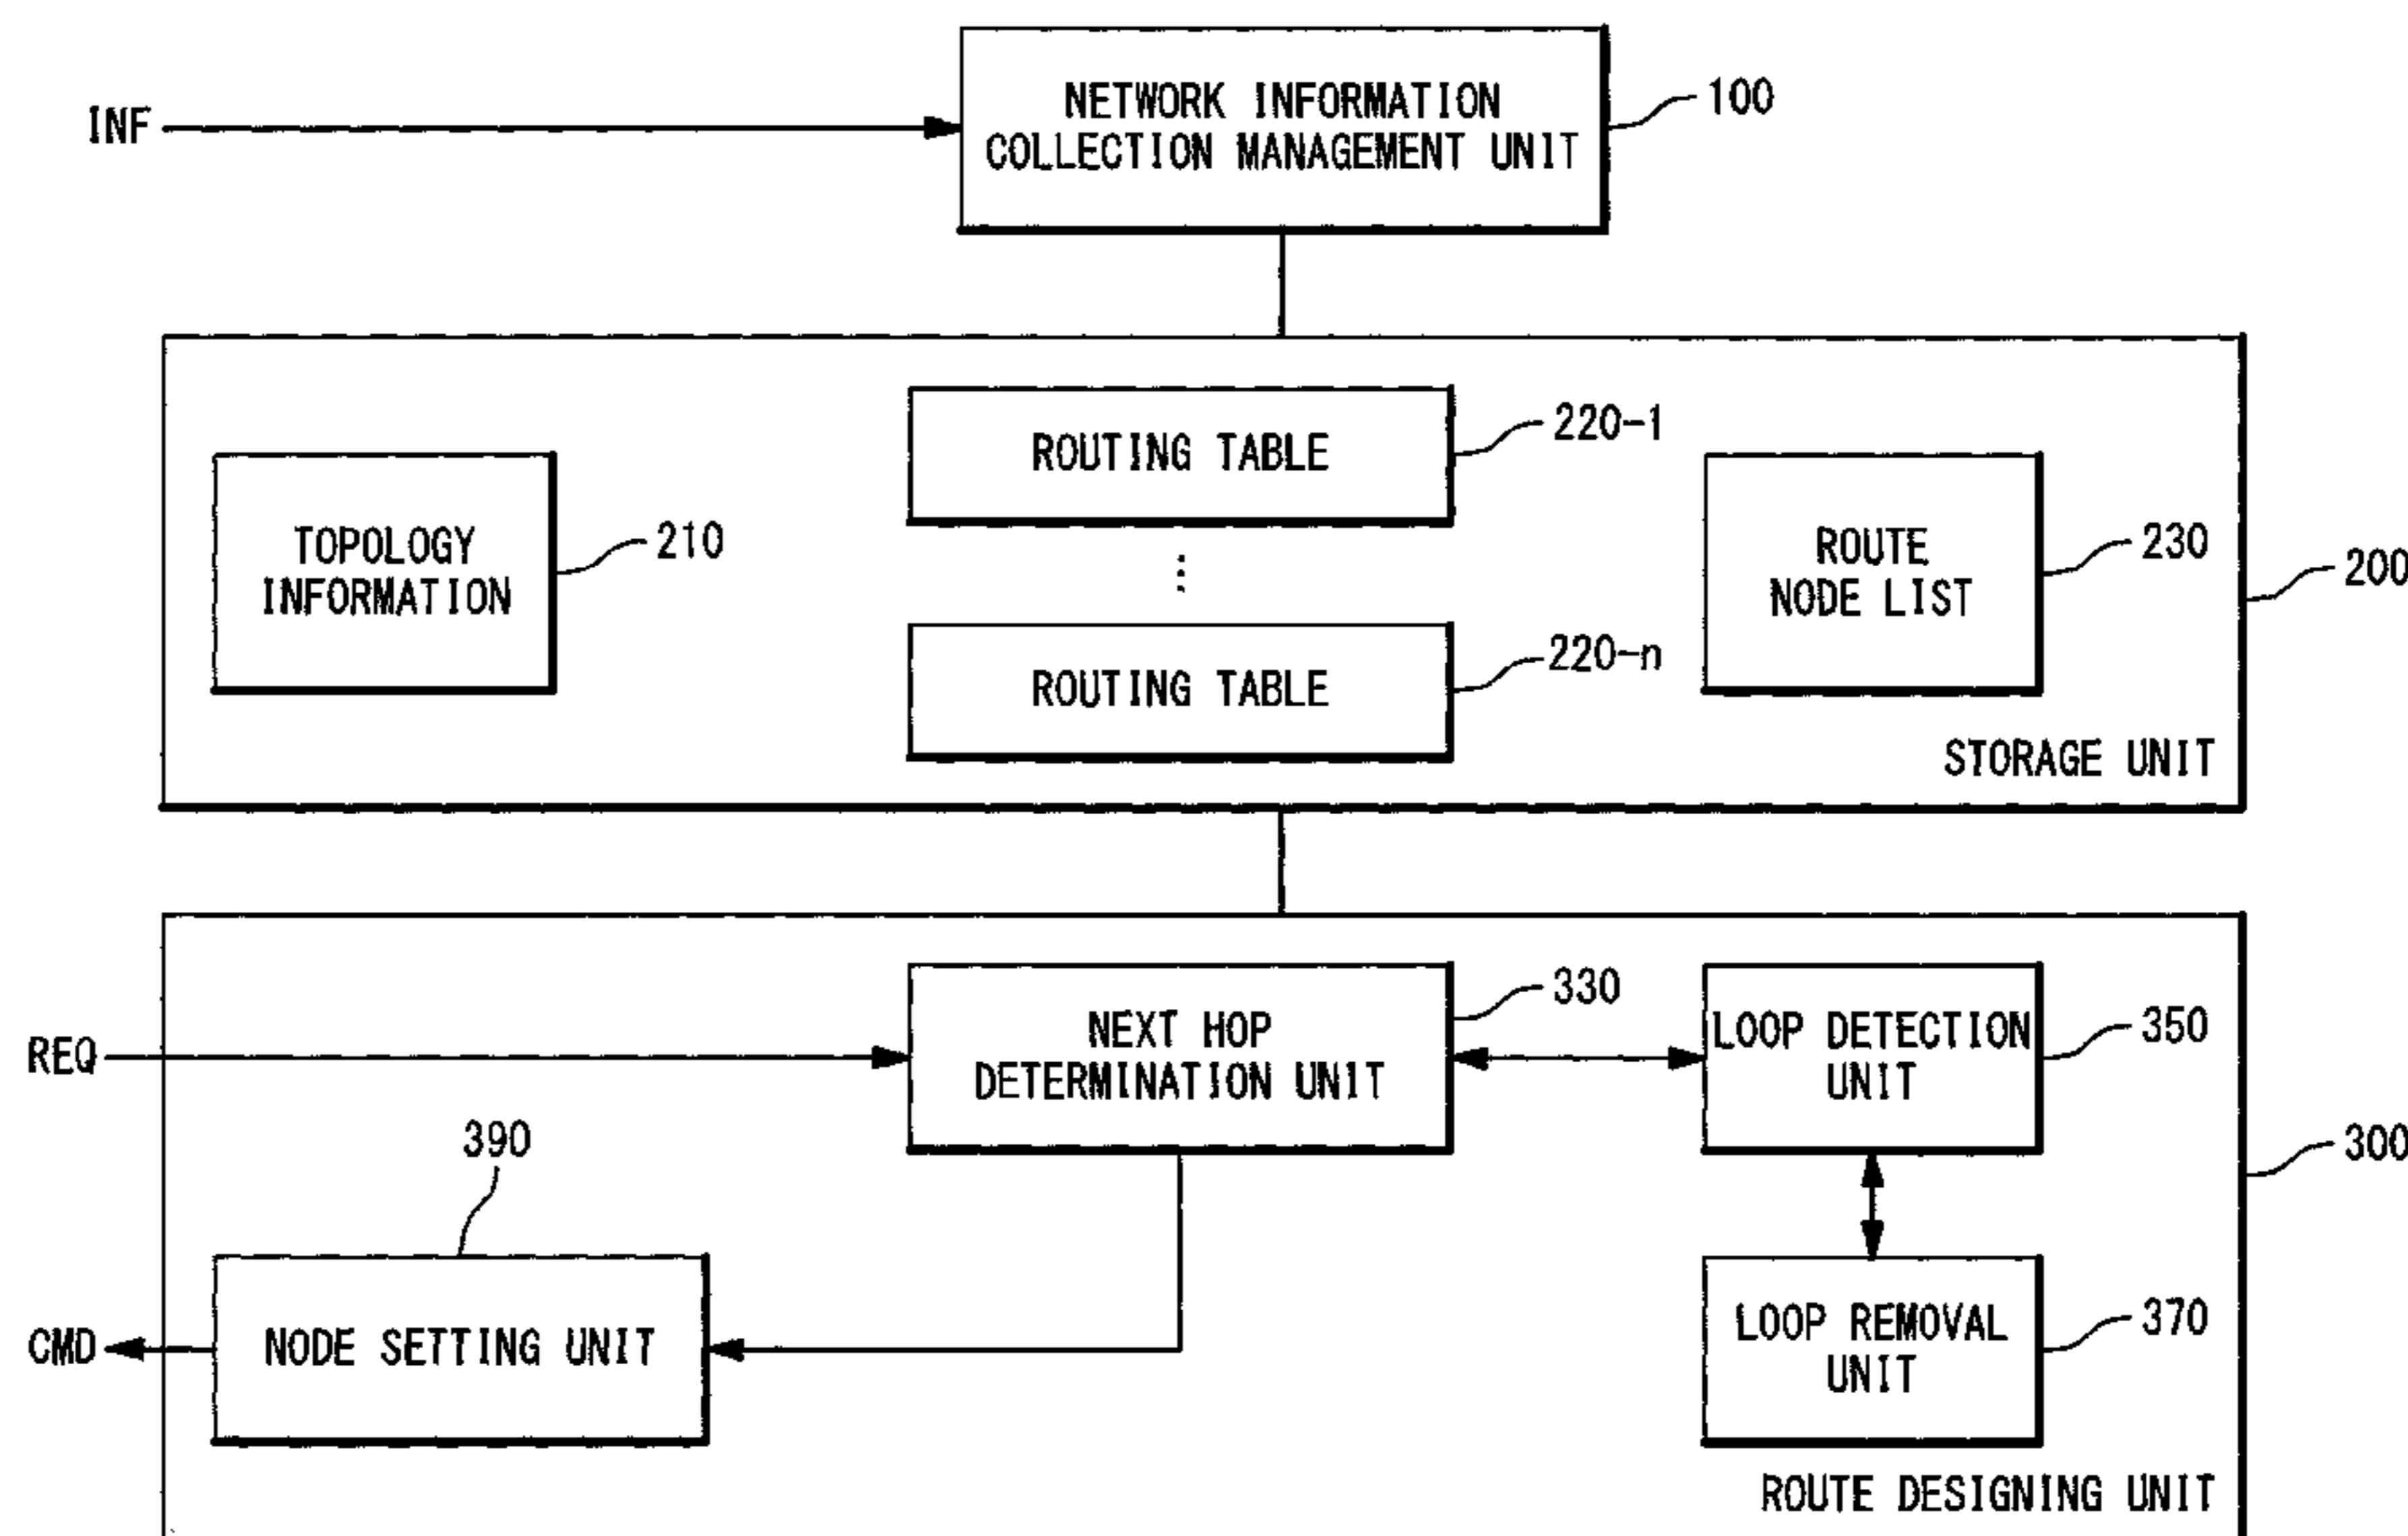 NETWORK INFORMATION
COLLECTION MANAGEMENT UNIT
100
INF
ROUTING TABLE
220-1
TOPOLOGY
INFORMATION
210
⋮
ROUTE
NODE LIST
230
200
ROUTING TABLE
220-n
STORAGE UNIT
REQ
NEXT HOP
DETERMINATION UNIT
330
LOOP DETECTION
UNIT
350
390
300
CMD
NODE SETTING UNIT
LOOP REMOVAL
UNIT
370
ROUTE DESIGNING UNIT